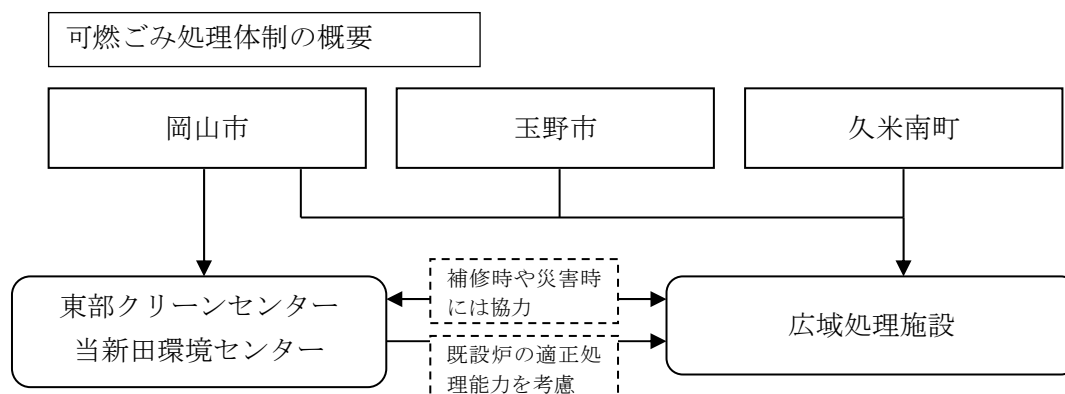 可燃ごみ処理体制の概要
岡山市
玉野市
久米南町
東部クリーンセンター
当新田環境センター
補修時や災害時
には協力
既設炉の適正処
理能力を考慮
広域処理施設